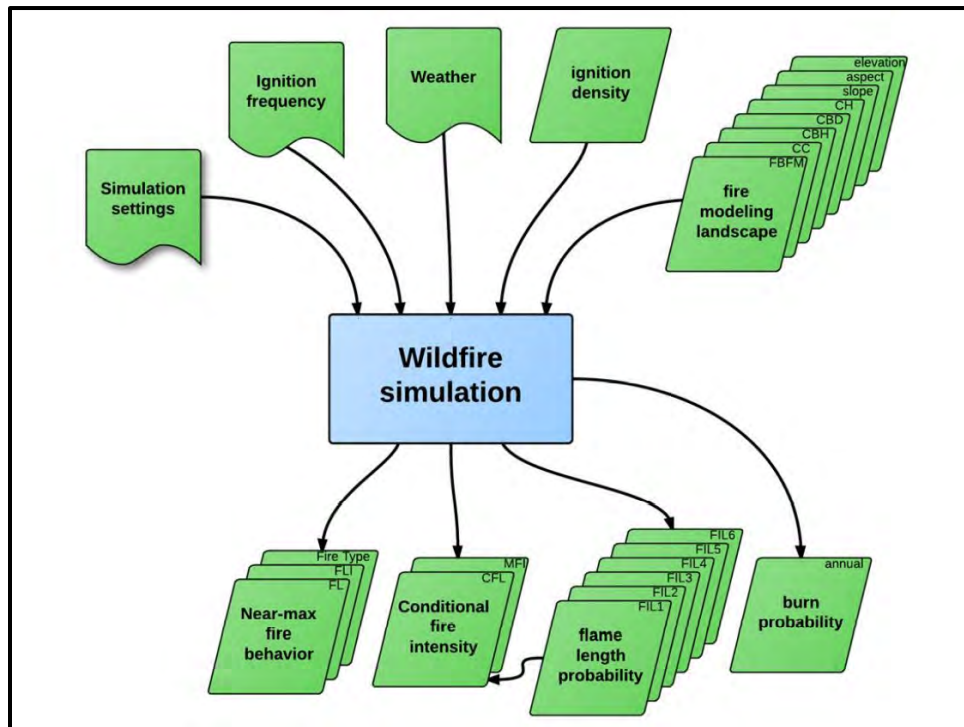 Simulation
settings
Ignition
frequency
Weather
ignition
density
elevation
aspect
slope
CH
CBD
CBH
CC
FBFM
fire
modeling
landscape
Wildfire
simulation
Fire Type
FLI
FL
Near-max
fire
behavior
MFI
CFL
Conditional
fire
intensity
FIL6
FIL5
FIL4
FIL3
FIL2
FIL1
flame
length
probability
annual
burn
probability